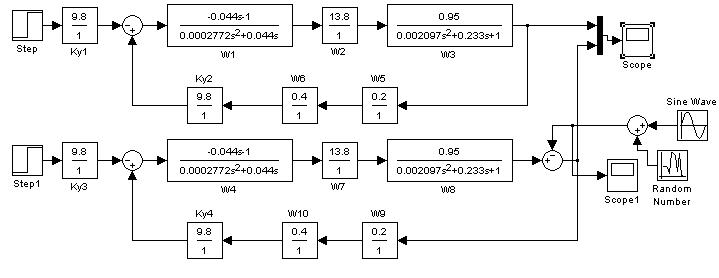 9.8
1
Step
Ky1
-0.044s-1
0.0002772s²+0.044s
W1
13.8
1
W2
0.95
0.002097s²+0.233s+1
W3
Scope
Ky2
9.8
1
W6
0.4
1
W5
0.2
1
Sine Wave
9.8
1
Step1
Ky3
-0.044s-1
0.0002772s²+0.044s
W4
13.8
1
W7
0.95
0.002097s²+0.233s+1
W8
Scope1
Random
Number
Ky4
9.8
1
W10
0.4
1
W9
0.2
1